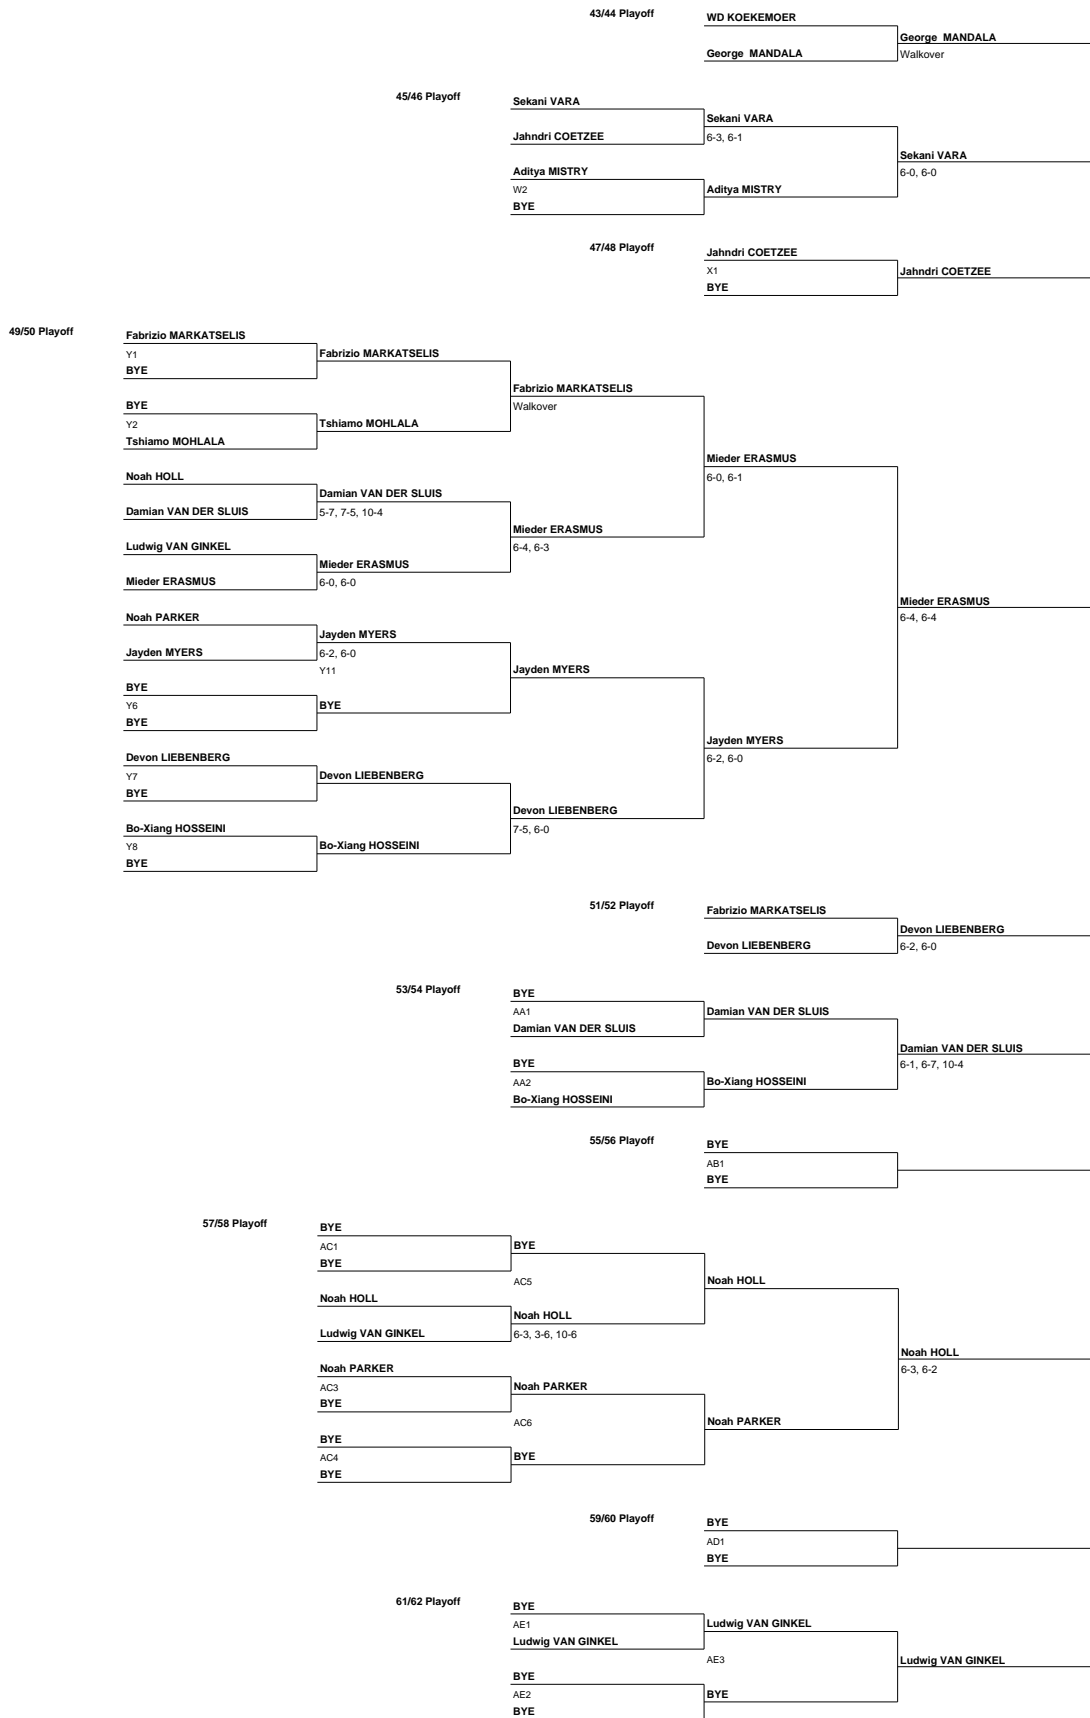 43/44 Playoff
WD KOEKEMOER
George MANDALA
George MANDALA
Walkover
45/46 Playoff
Sekani VARA
Jahndri COETZEE
Sekani VARA
6-3, 6-1
Aditya MISTRY
W2
BYE
Aditya MISTRY
Sekani VARA
6-0, 6-0
47/48 Playoff
Jahndri COETZEE
X1
BYE
Jahndri COETZEE
49/50 Playoff
Fabrizio MARKATSELIS
Y1
BYE
Fabrizio MARKATSELIS
BYE
Y2
Tshiamo MOHLALA
Tshiamo MOHLALA
Fabrizio MARKATSELIS
Walkover
Noah HOLL
Damian VAN DER SLUIS
Damian VAN DER SLUIS
5-7, 7-5, 10-4
Ludwig VAN GINKEL
Mieder ERASMUS
Mieder ERASMUS
6-0, 6-0
Mieder ERASMUS
6-4, 6-3
Mieder ERASMUS
6-0, 6-1
Noah PARKER
Jayden MYERS
Jayden MYERS
6-2, 6-0
Y11
BYE
Y6
BYE
BYE
Jayden MYERS
Devon LIEBENBERG
Y7
BYE
Devon LIEBENBERG
Bo-Xiang HOSSEINI
Y8
BYE
Bo-Xiang HOSSEINI
Devon LIEBENBERG
7-5, 6-0
Jayden MYERS
6-2, 6-0
Mieder ERASMUS
6-4, 6-4
51/52 Playoff
Fabrizio MARKATSELIS
Devon LIEBENBERG
Devon LIEBENBERG
6-2, 6-0
53/54 Playoff
BYE
AA1
Damian VAN DER SLUIS
Damian VAN DER SLUIS
BYE
AA2
Bo-Xiang HOSSEINI
Bo-Xiang HOSSEINI
Damian VAN DER SLUIS
6-1, 6-7, 10-4
55/56 Playoff
BYE
AB1
BYE
57/58 Playoff
BYE
AC1
BYE
BYE
AC5
Noah HOLL
Ludwig VAN GINKEL
Noah HOLL
6-3, 3-6, 10-6
Noah HOLL
Noah PARKER
AC3
BYE
Noah PARKER
AC6
BYE
AC4
BYE
BYE
Noah PARKER
Noah HOLL
6-3, 6-2
59/60 Playoff
BYE
AD1
BYE
61/62 Playoff
BYE
AE1
Ludwig VAN GINKEL
Ludwig VAN GINKEL
AE3
BYE
AE2
BYE
BYE
Ludwig VAN GINKEL